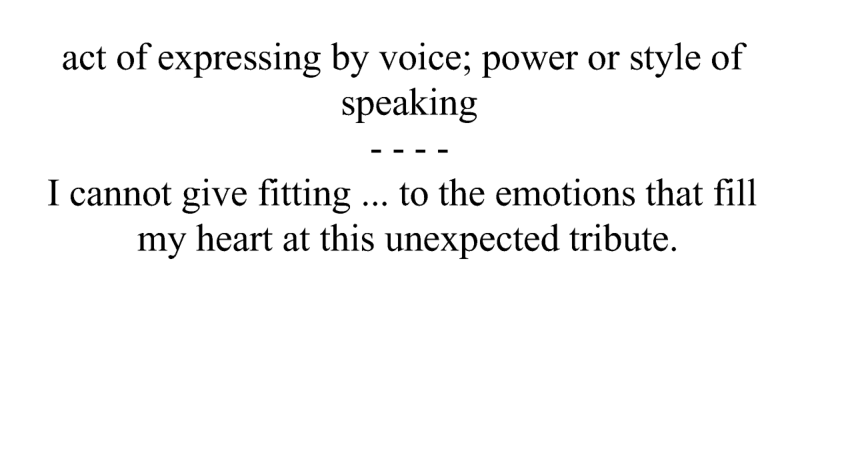 act of expressing by voice; power or style of
speaking
- - - -
I cannot give fitting ... to the emotions that fill
my heart at this unexpected tribute.